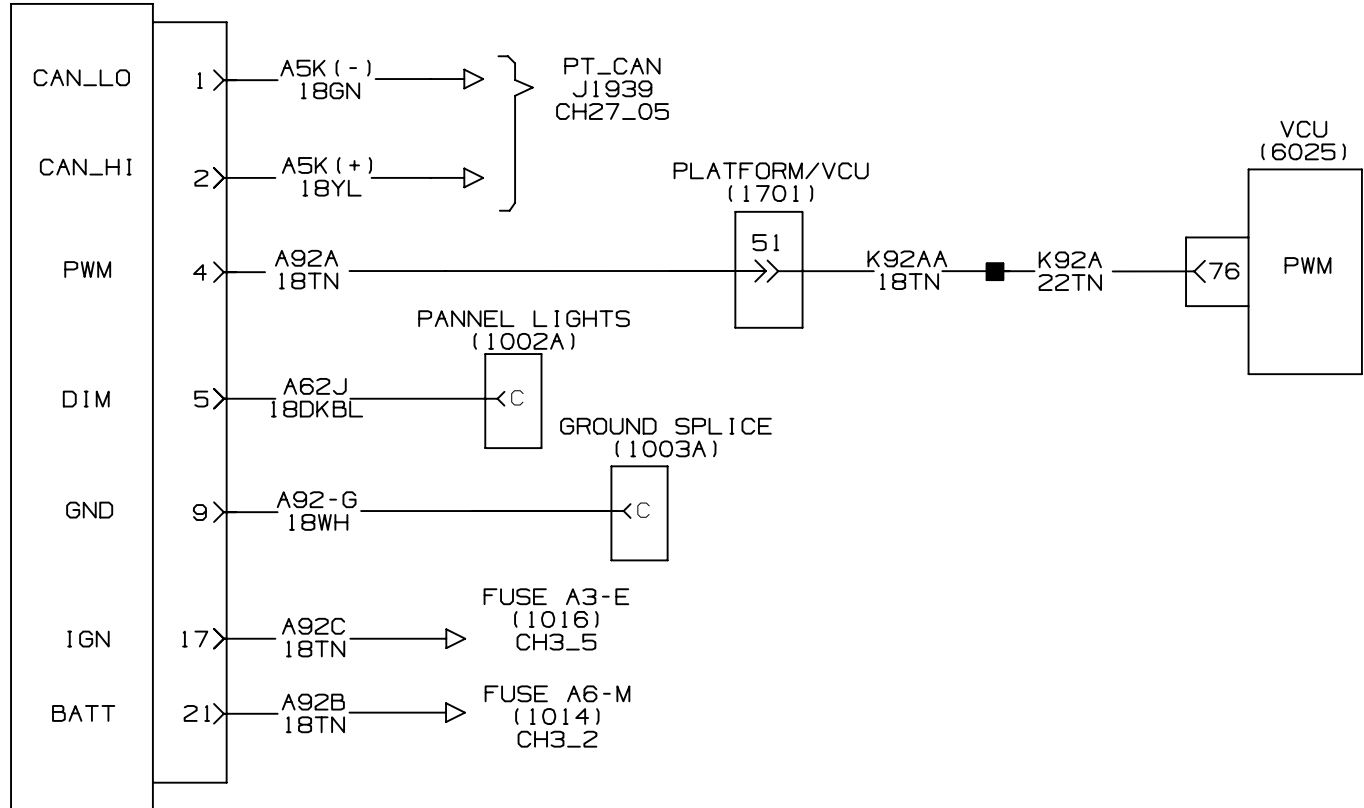 CAN_LO
1
A5K(-)
18GN
PT_CAN
J1939
CH27_05
CAN_HI
2
A5K(+)
18YL
PLATFORM/VCU
(1701)
VCU
(6025)
PWM
4
A92A
18TN
51
K92AA
18TN
K92A
22TN
76
PWM
PANNEL LIGHTS
(1002A)
DIM
5
A62J
18DKBL
C
GROUND SPLICE
(1003A)
GND
9
A92-G
18WH
C
IGN
17
A92C
18TN
FUSE A3-E
(1016)
CH3_5
BATT
21
A92B
18TN
FUSE A6-M
(1014)
CH3_2